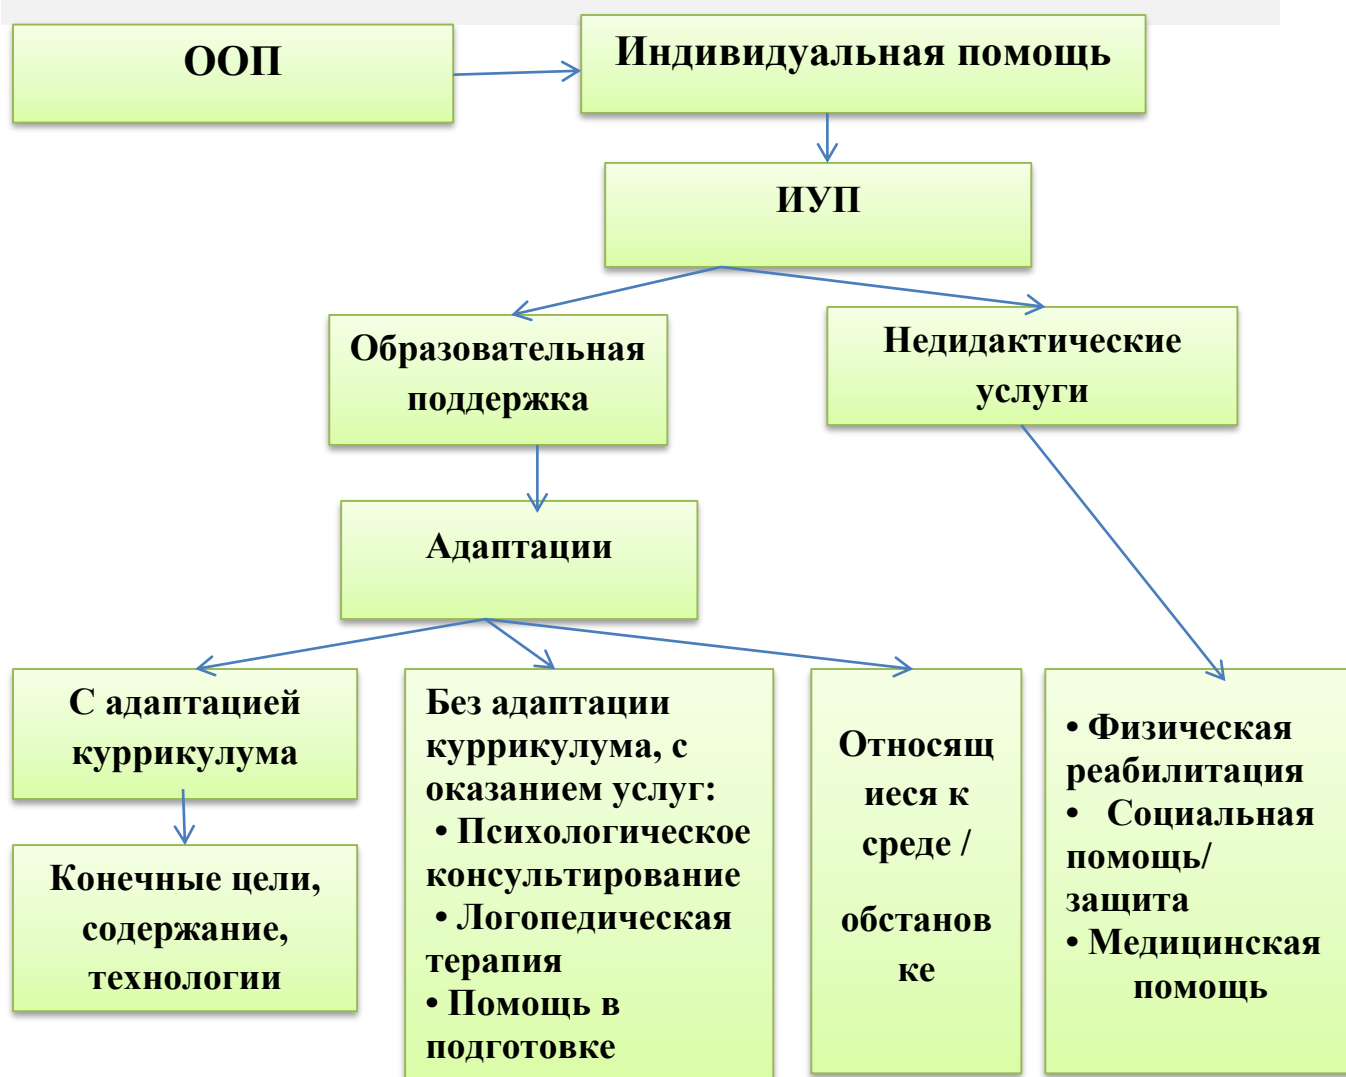 ООП
Индивидуальная помощь
ИУП
Образовательная
поддержка
Недидактические
услуги
Адаптации
С адаптацией
куррикулума
Конечные цели,
содержание,
технологии
Без адаптации
куррикулума, с
оказанием услуг:
• Психологическое
консультирование
• Логопедическая
терапия
• Помощь в
подготовке
Относящ
иеся к
среде /
обстанов
ке
• Физическая
реабилитация
• Социальная
помощь/
защита
• Медицинская
помощь